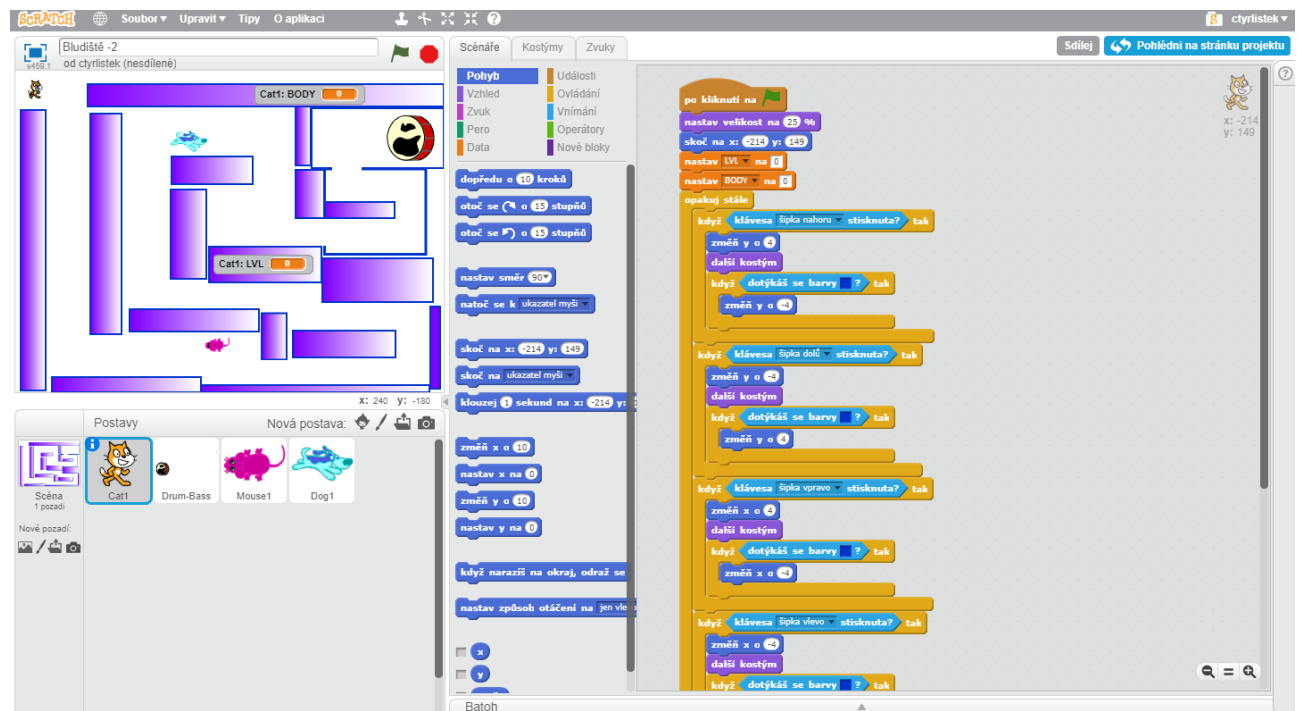 SCRATCH Soubor Upravit Tipy O aplikaci ctyrlistek
Bludiště -2
v459.1 od ctyrlistek (nesdílené)
Cat1: BODY 0
Cat1: LVL 0
X: 240 y: -180
Postavy Nová postava:
Scéna
1 pozadí
Nové pozadí:
Cat1
Drum-Bass
Mouse1
Dog1
Scénáře Kostýmy Zvuky
Sdílej Pohlédni na stránku projektu
Pohyb Události
Vzhled Ovládání
Zvuk Vnímání
Pero Operátory
Data Nové bloky
dopředu o 10 kroků
otoč se o 15 stupňů
otoč se o 15 stupňů
nastav směr 90
natoč se k ukazatel myši
skoč na x: -214 y: 149
skoč na ukazatel myši
klouzej 1 sekund na x: -214 y:
změň x o 10
nastav x na 0
změň y o 10
nastav y na 0
když narazíš na okraj, odraž se
nastav způsob otáčení na jen vle
x
y
Batoh
po kliknutí na
nastav velikost na 25 %
skoč na x: -214 y: 149
nastav LVL na 0
nastav BODY na 0
opakuj stále
když klávesa šipka nahoru stisknuta? tak
změň y o 4
další kostým
když dotýkáš se barvy ? tak
změň y o -4
když klávesa šipka dolů stisknuta? tak
změň y o -4
další kostým
když dotýkáš se barvy ? tak
změň y o 4
když klávesa šipka vpravo stisknuta? tak
změň x o 4
další kostým
když dotýkáš se barvy ? tak
změň x o -4
když klávesa šipka vlevo stisknuta? tak
změň x o -4
další kostým
když dotýkáš se barvy ? tak
x: -214
y: 149